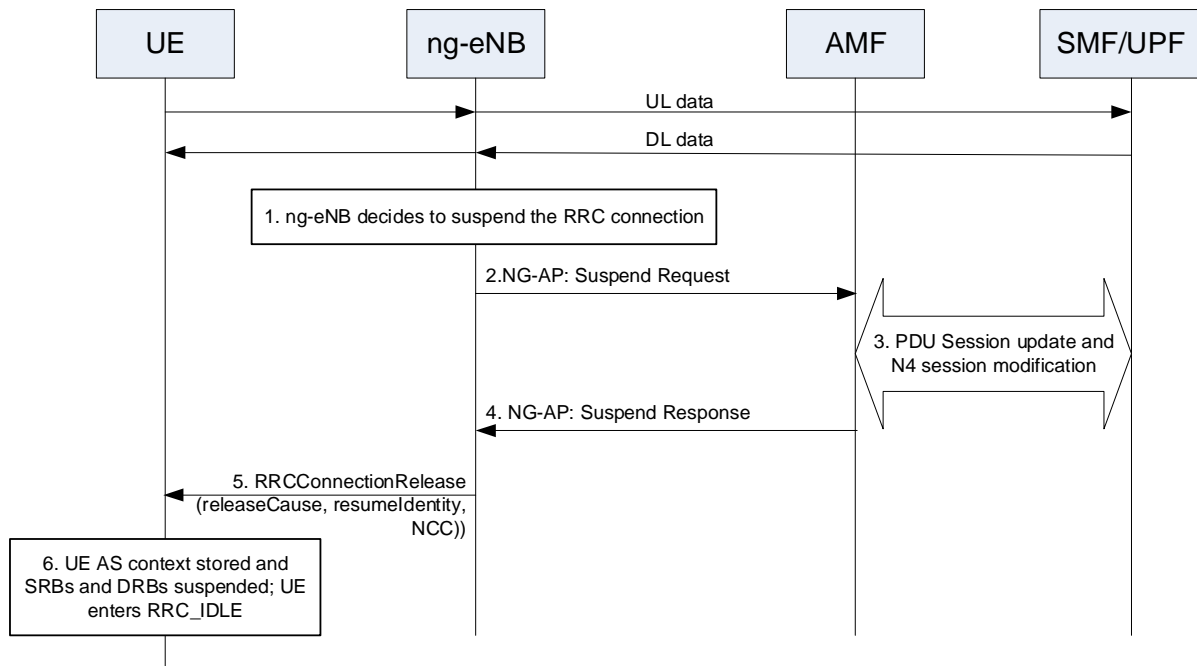 UE
ng-eNB
AMF
SMF/UPF
UL data
DL data
1. ng-eNB decides to suspend the RRC connection
2.NG-AP: Suspend Request
3. PDU Session update and
N4 session modification
4. NG-AP: Suspend Response
5. RRCConnectionRelease
(releaseCause, resumeIdentity,
NCC))
6. UE AS context stored and
SRBs and DRBs suspended; UE
enters RRC_IDLE